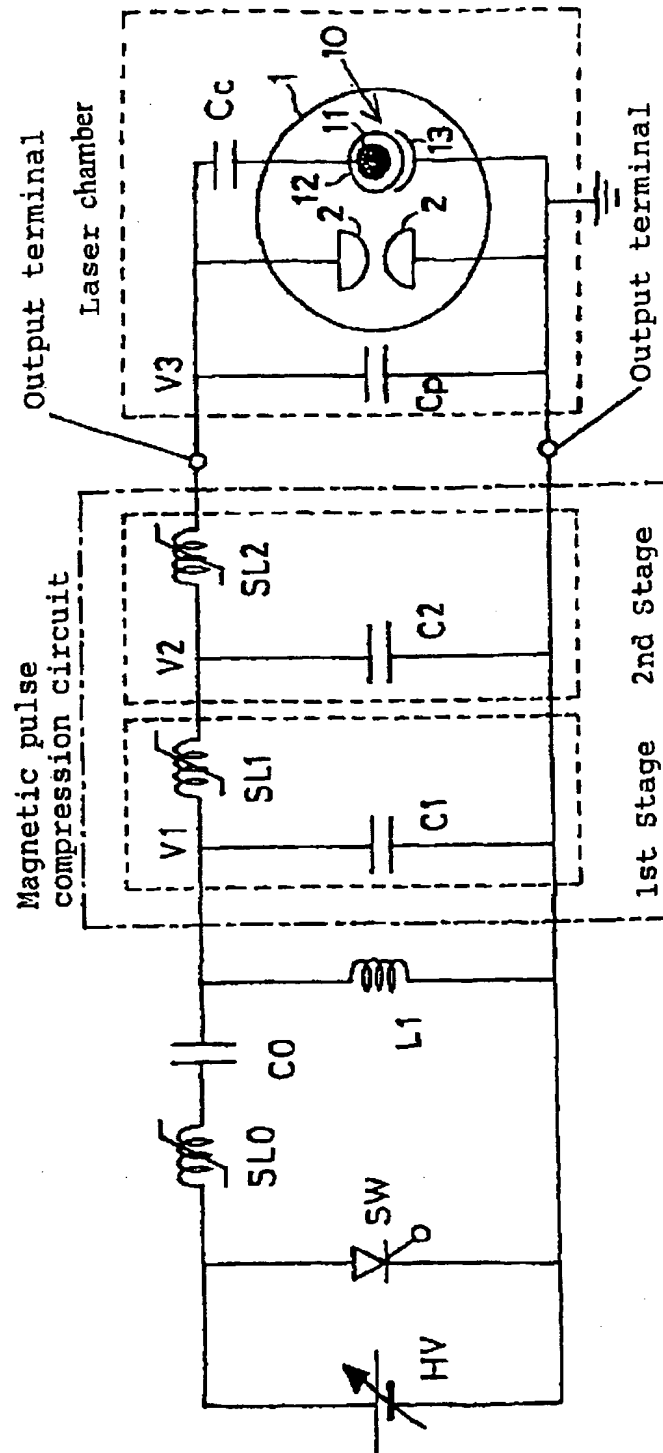 Magnetic pulse
compression circuit
Output terminal
Laser chamber
SL0
C0
V1
SL1
V2
SL2
V3
Cc
1
10
11
12
13
2
2
HV
SW
L1
C1
C2
Cp
1st Stage
2nd Stage
Output terminal